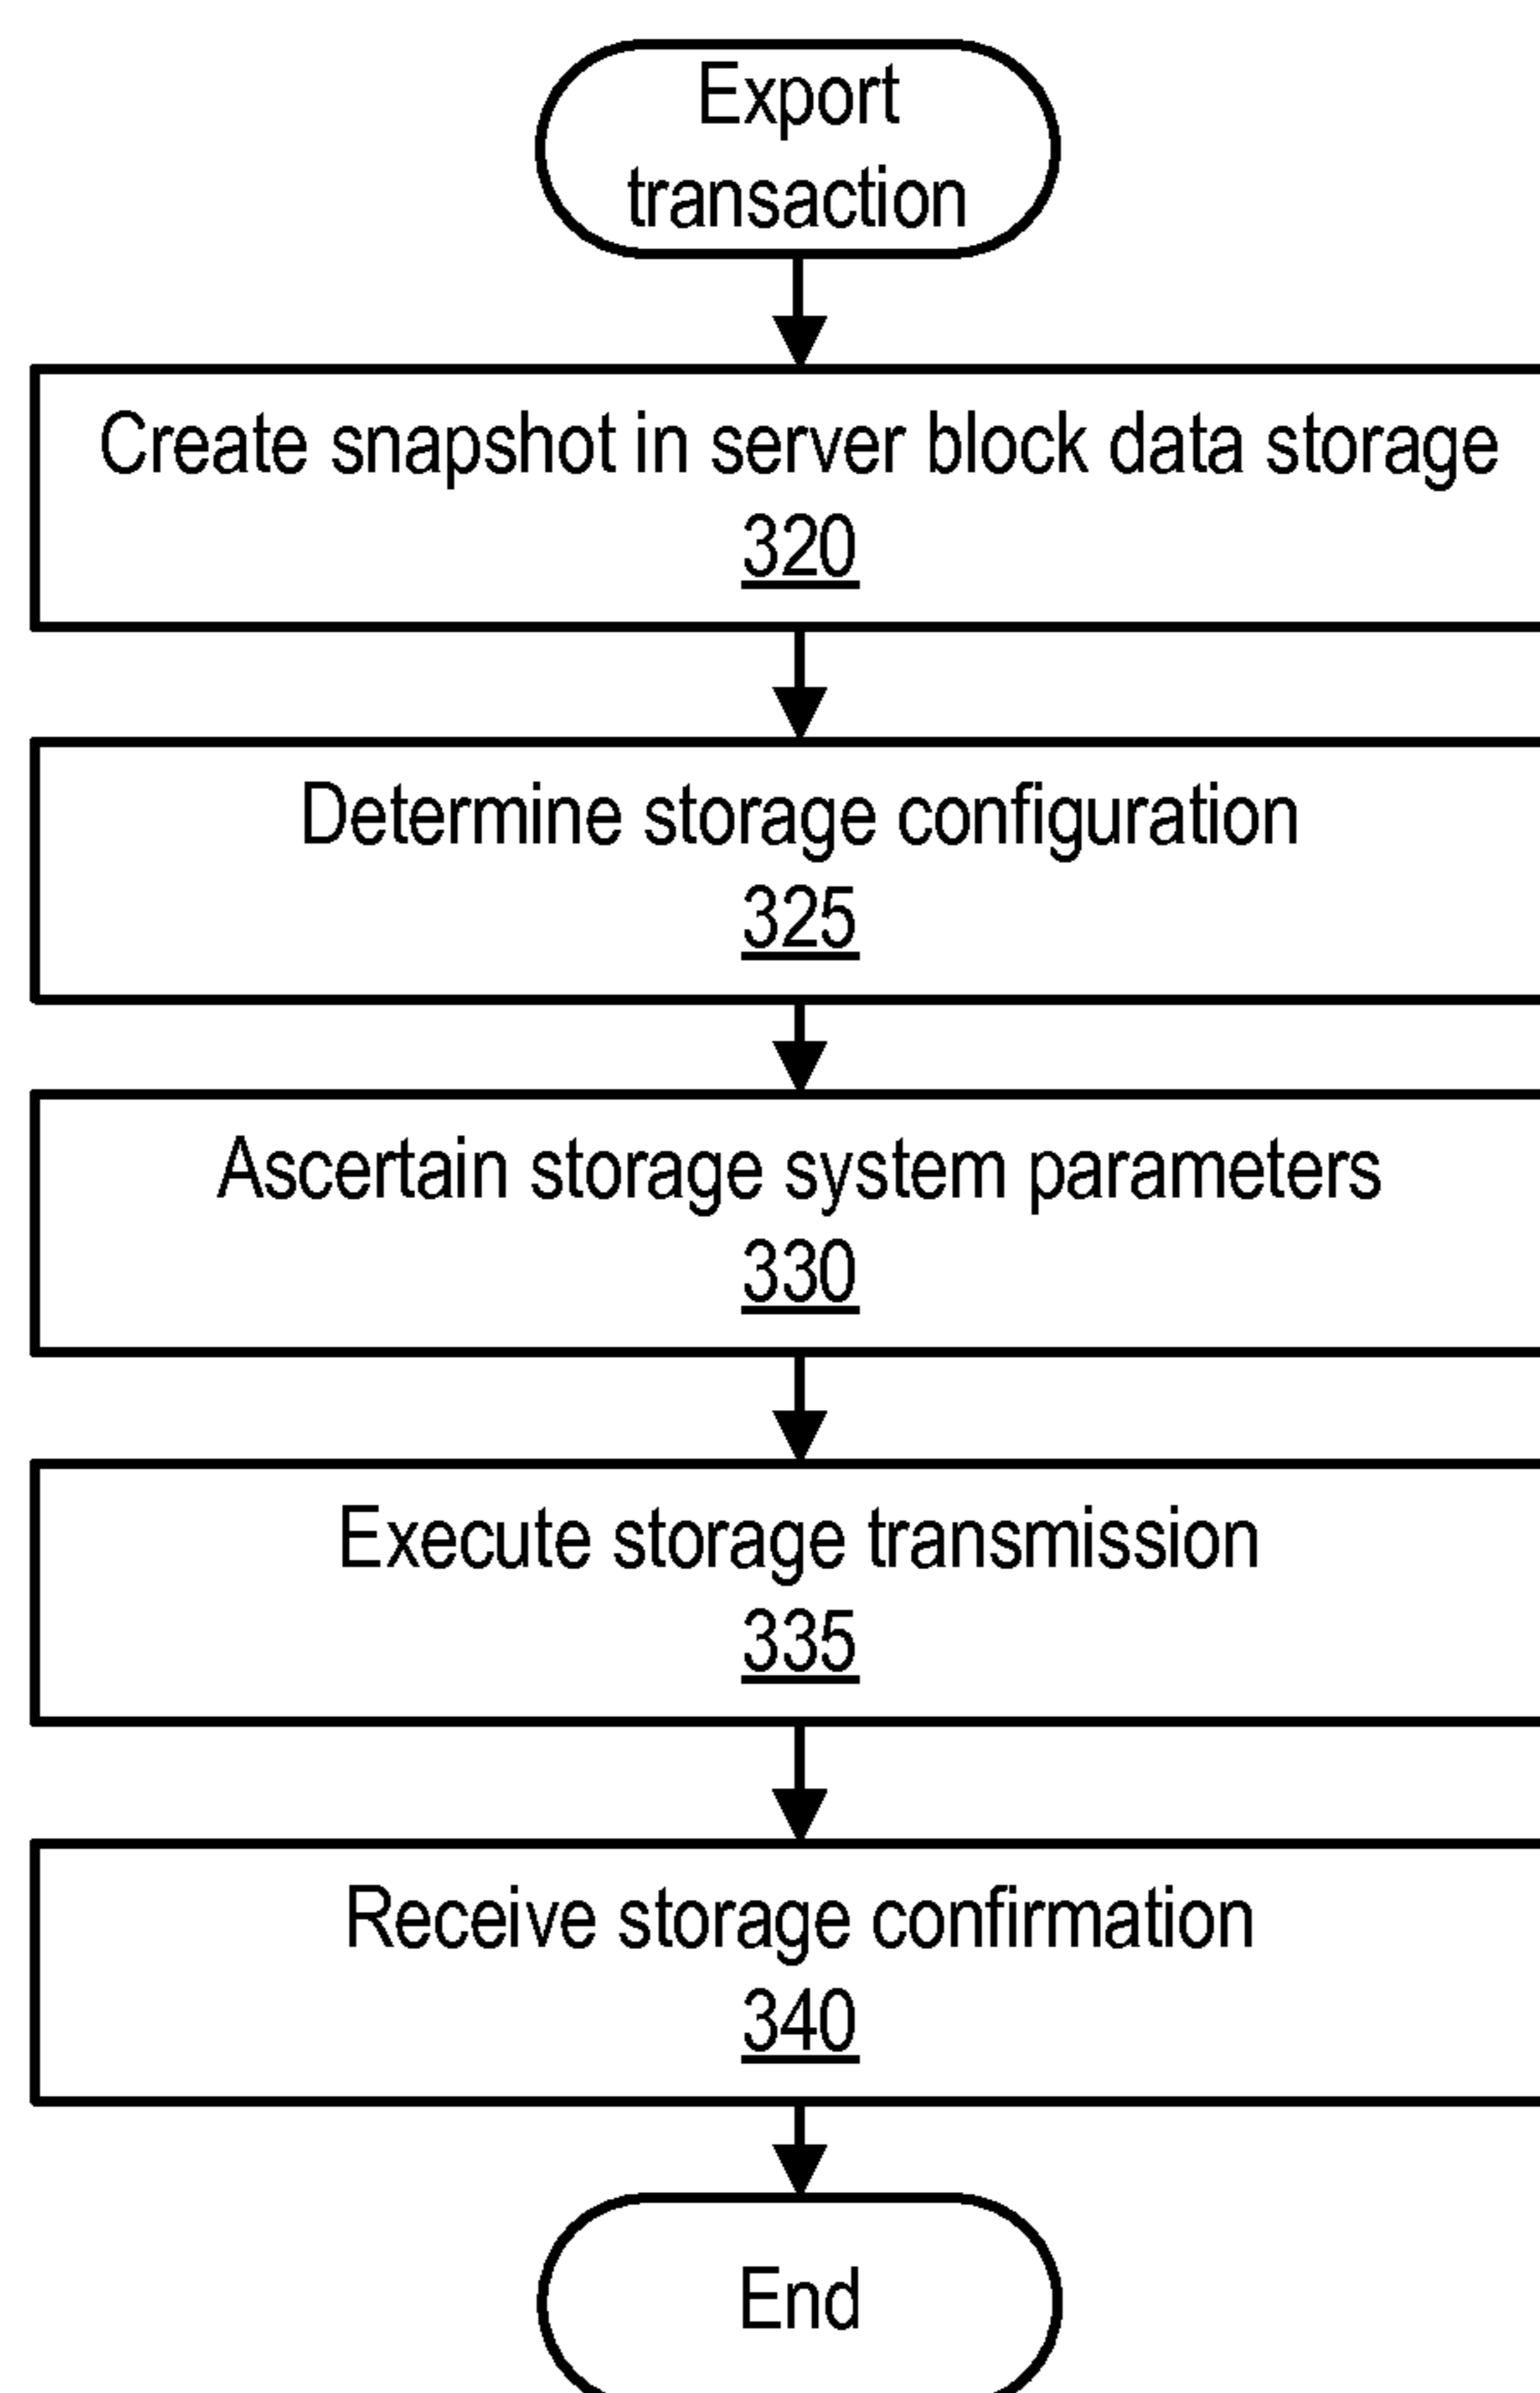 Export
transaction
Create snapshot in server block data storage
320
Determine storage configuration
325
Ascertain storage system parameters
330
Execute storage transmission
335
Receive storage confirmation
340
End